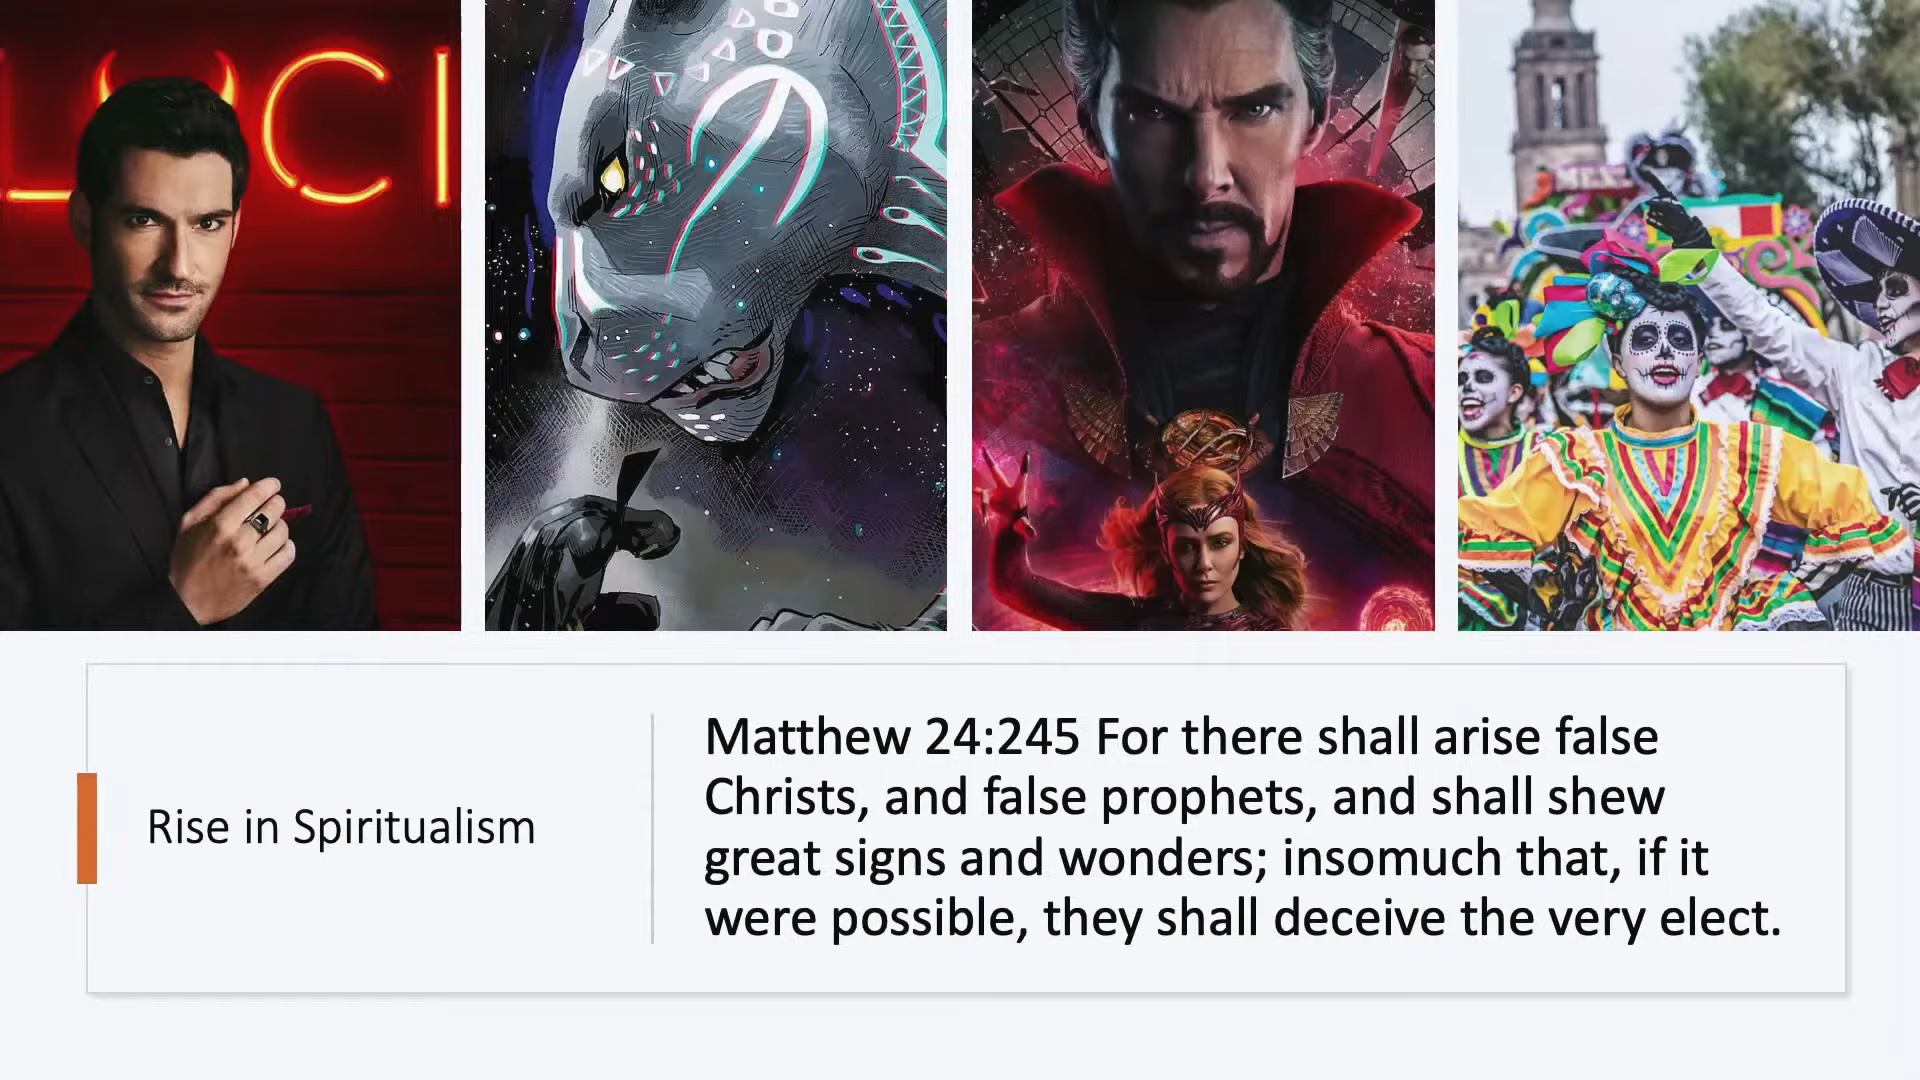 LUCI
Rise in Spiritualism
Matthew 24:245 For there shall arise false
Christs, and false prophets, and shall shew
great signs and wonders; insomuch that, if it
were possible, they shall deceive the very elect.